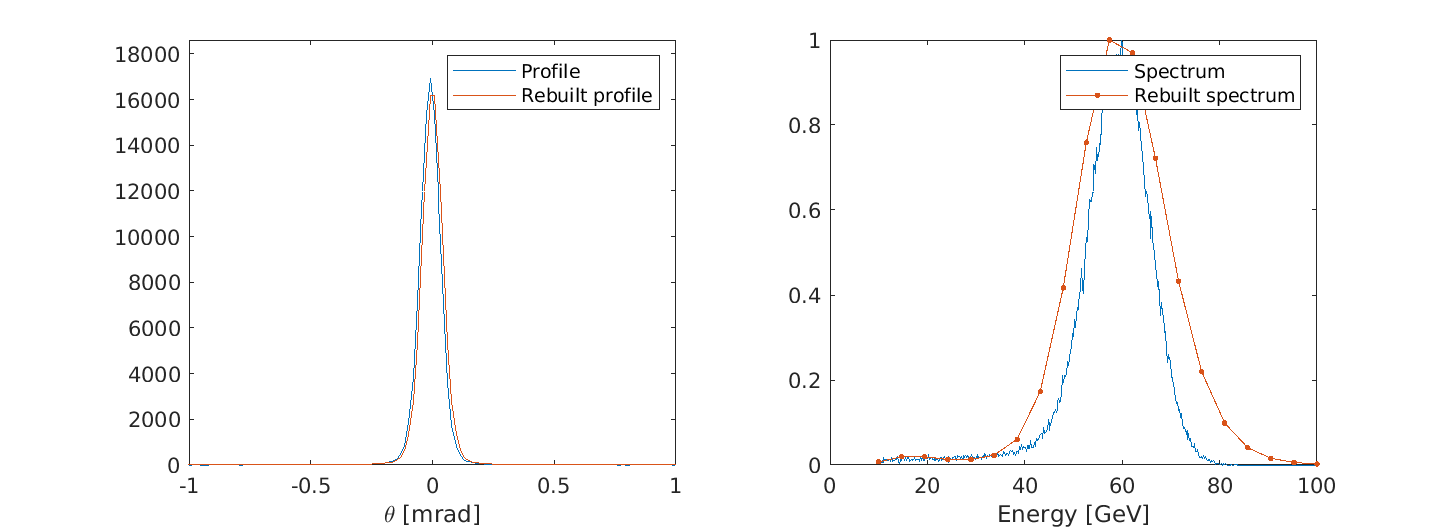 18000
16000
14000
12000
10000
8000
6000
4000
2000
0
-1 -0.5 0 0.5 1
θ [mrad]
Profile
Rebuilt profile
1
0.8
0.6
0.4
0.2
0
0 20 40 60 80 100
Energy [GeV]
Spectrum
Rebuilt spectrum